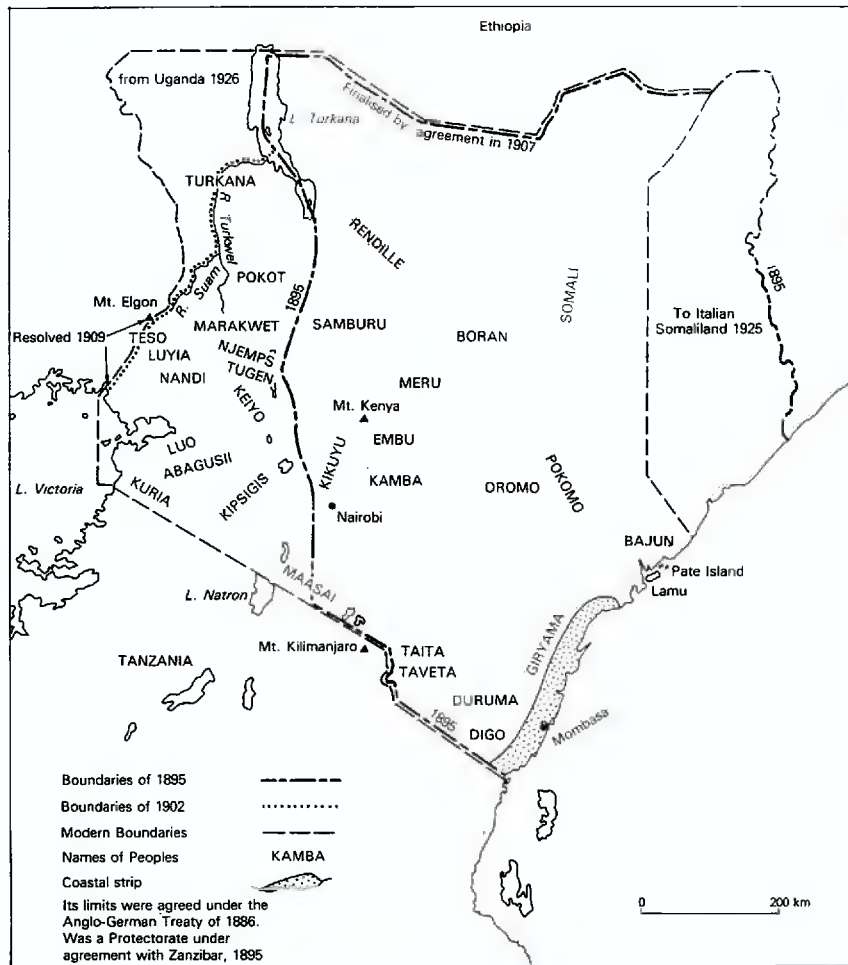 Ethiopia
from Uganda 1926
L. Turkana
Finalised by agreement in 1907
TURKANA
R. Turkwel
RENDILLE
R. Suam
POKOT
1895
SOMALI
1895
Mt. Elgon
To Italian
Somaliland 1925
MARAKWET
SAMBURU
Resolved 1909
TESO
BORAN
LUYIA
NJEMPS
NANDI
TUGEN
MERU
KEIYO
Mt. Kenya
LUO
EMBU
ABAGUSII
KIKUYU
KAMBA
L. Victoria
KURIA
KIPSIGIS
OROMO
POKOMO
Nairobi
BAJUN
MAASAI
Pate Island
Lamu
L. Natron
GIRYAMA
Mt. Kilimanjaro
TAITA
TANZANIA
TAVETA
DURUMA
1895
DIGO
Mombasa
Boundaries of 1895
Boundaries of 1902
Modern Boundaries
Names of Peoples KAMBA
Coastal strip
Its limits were agreed under the
Anglo-German Treaty of 1886.
Was a Protectorate under
agreement with Zanzibar, 1895
0 200 km